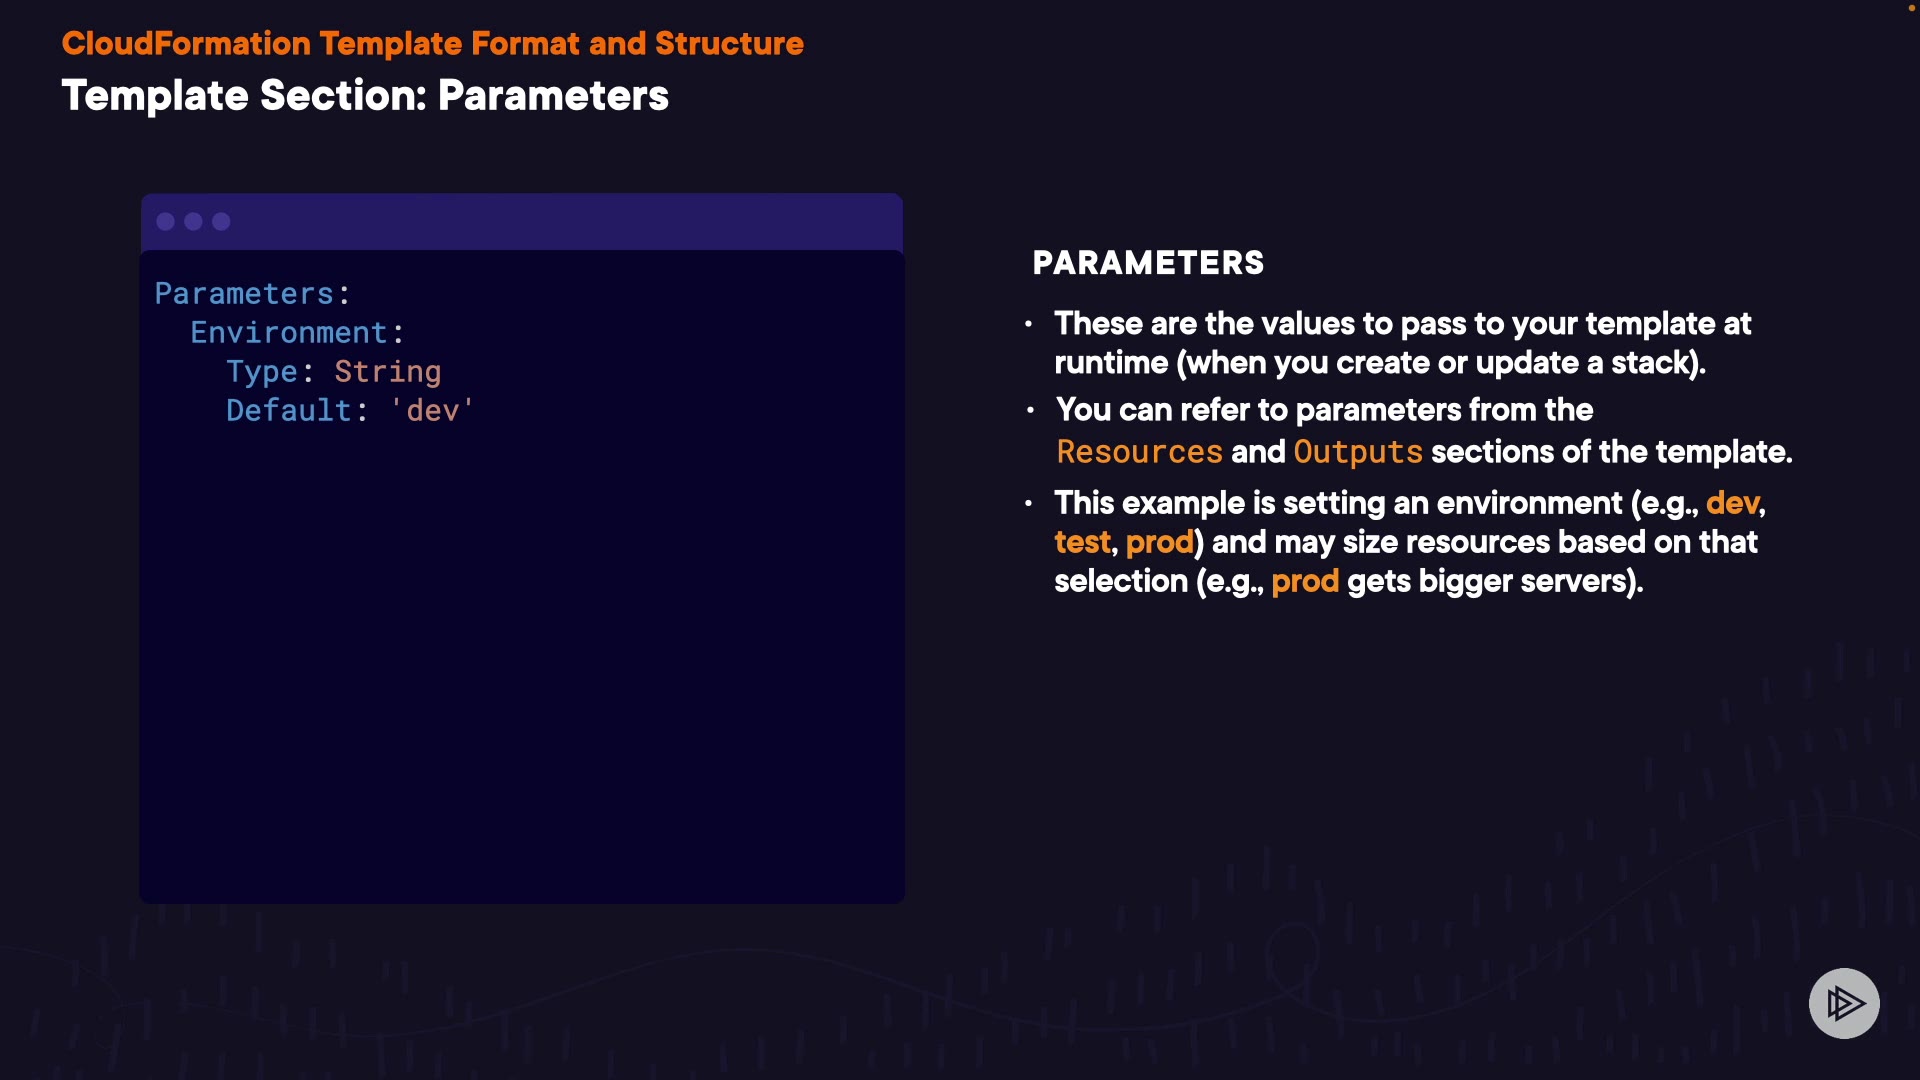 CloudFormation Template Format and Structure
Template Section: Parameters
Parameters:
  Environment:
    Type: String
    Default: 'dev'
PARAMETERS
• These are the values to pass to your template at
runtime (when you create or update a stack).
• You can refer to parameters from the
Resources and Outputs sections of the template.
• This example is setting an environment (e.g., dev,
test, prod) and may size resources based on that
selection (e.g., prod gets bigger servers).